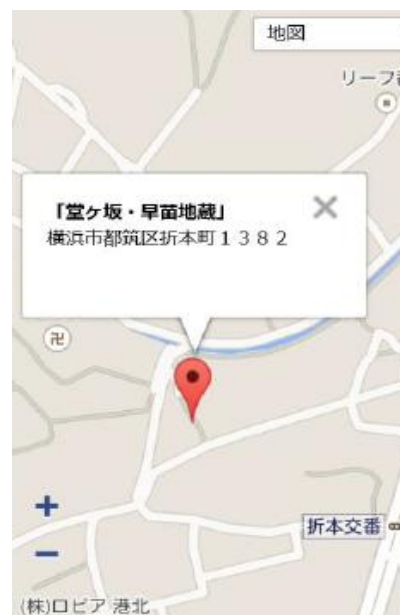 地図
リーフ
「堂ヶ坂・早苗地蔵」
横浜市都筑区折本町１３８２
卍
折本交番
(株)ロピア 港北